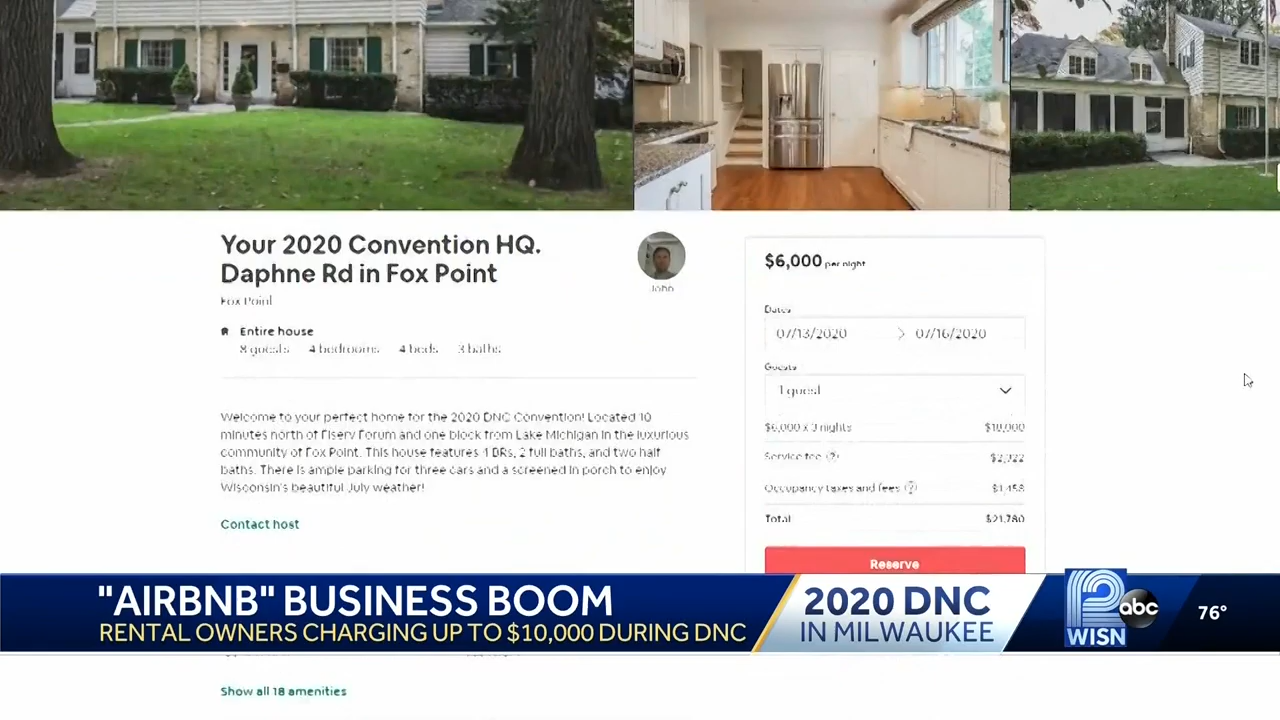 Your 2020 Convention HQ.
Daphne Rd in Fox Point
Fox Point
John
Entire house
8 guests 4 bedrooms 4 beds 3 baths
Welcome to your perfect home for the 2020 DNC Convention! Located 10
minutes north of Fiserv Forum and one block from Lake Michigan in the luxurious
community of Fox Point. This house features 4 BRs, 2 full baths, and two half
baths. There is ample parking for three cars and a screened in porch to enjoy
Wisconsin's beautiful July weather!
Contact host
$6,000 per night
Dates
07/13/2020 07/16/2020
Guests
1 guest
$6,000 x 3 nights $18,000
Service fee (?) $2,322
Occupancy taxes and fees (?) $1,458
Total $21,780
Reserve
"AIRBNB" BUSINESS BOOM
RENTAL OWNERS CHARGING UP TO $10,000 DURING DNC
2020 DNC
IN MILWAUKEE
12
WISN
abc
76°
Show all 18 amenities